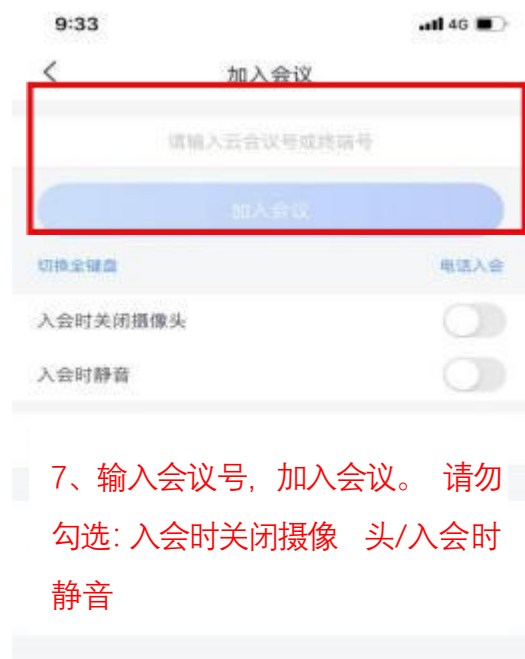 9:33
4G
加入会议
请输入云会议号或终端号
加入会议
切换全键盘
电话入会
入会时关闭摄像头
入会时静音
7、输入会议号, 加入会议。 请勿
勾选: 入会时关闭摄像 头/入会时
静音